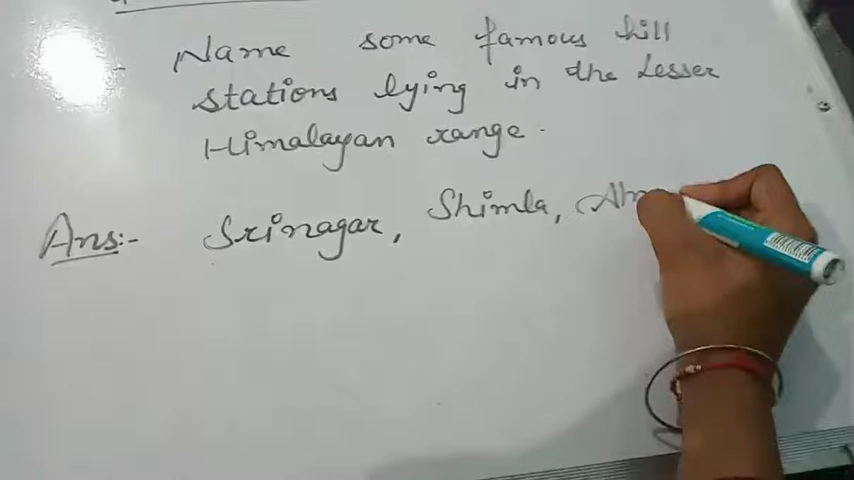 Name some famous hill
stations lying in the Lesser
Himalayan range.
Ans:- Srinagar, Shimla,